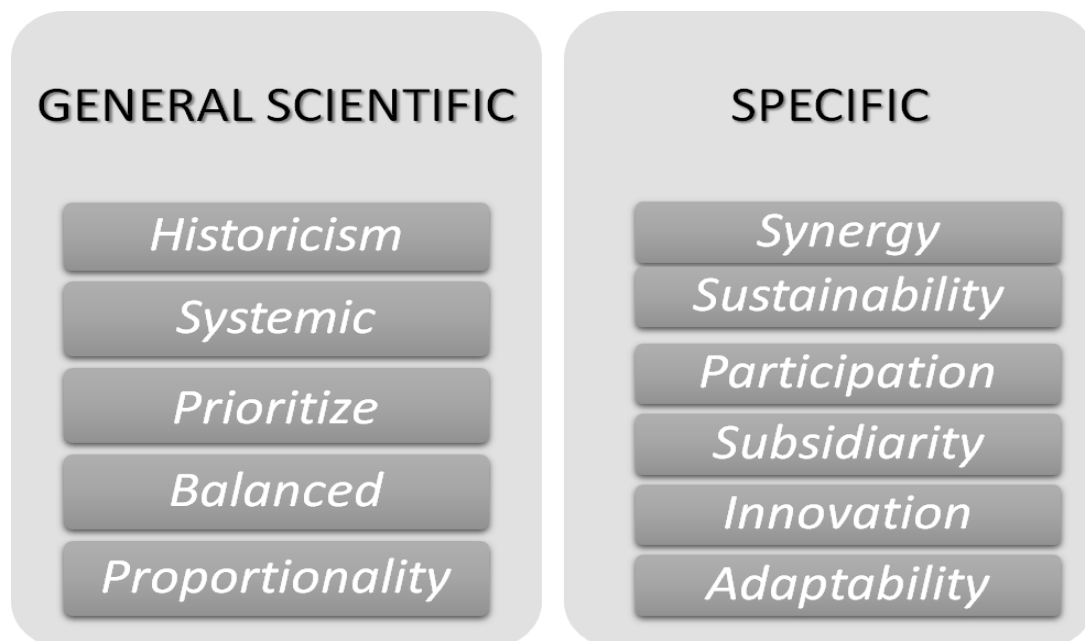 GENERAL SCIENTIFIC
Historicism
Systemic
Prioritize
Balanced
Proportionality
SPECIFIC
Synergy
Sustainability
Participation
Subsidiarity
Innovation
Adaptability